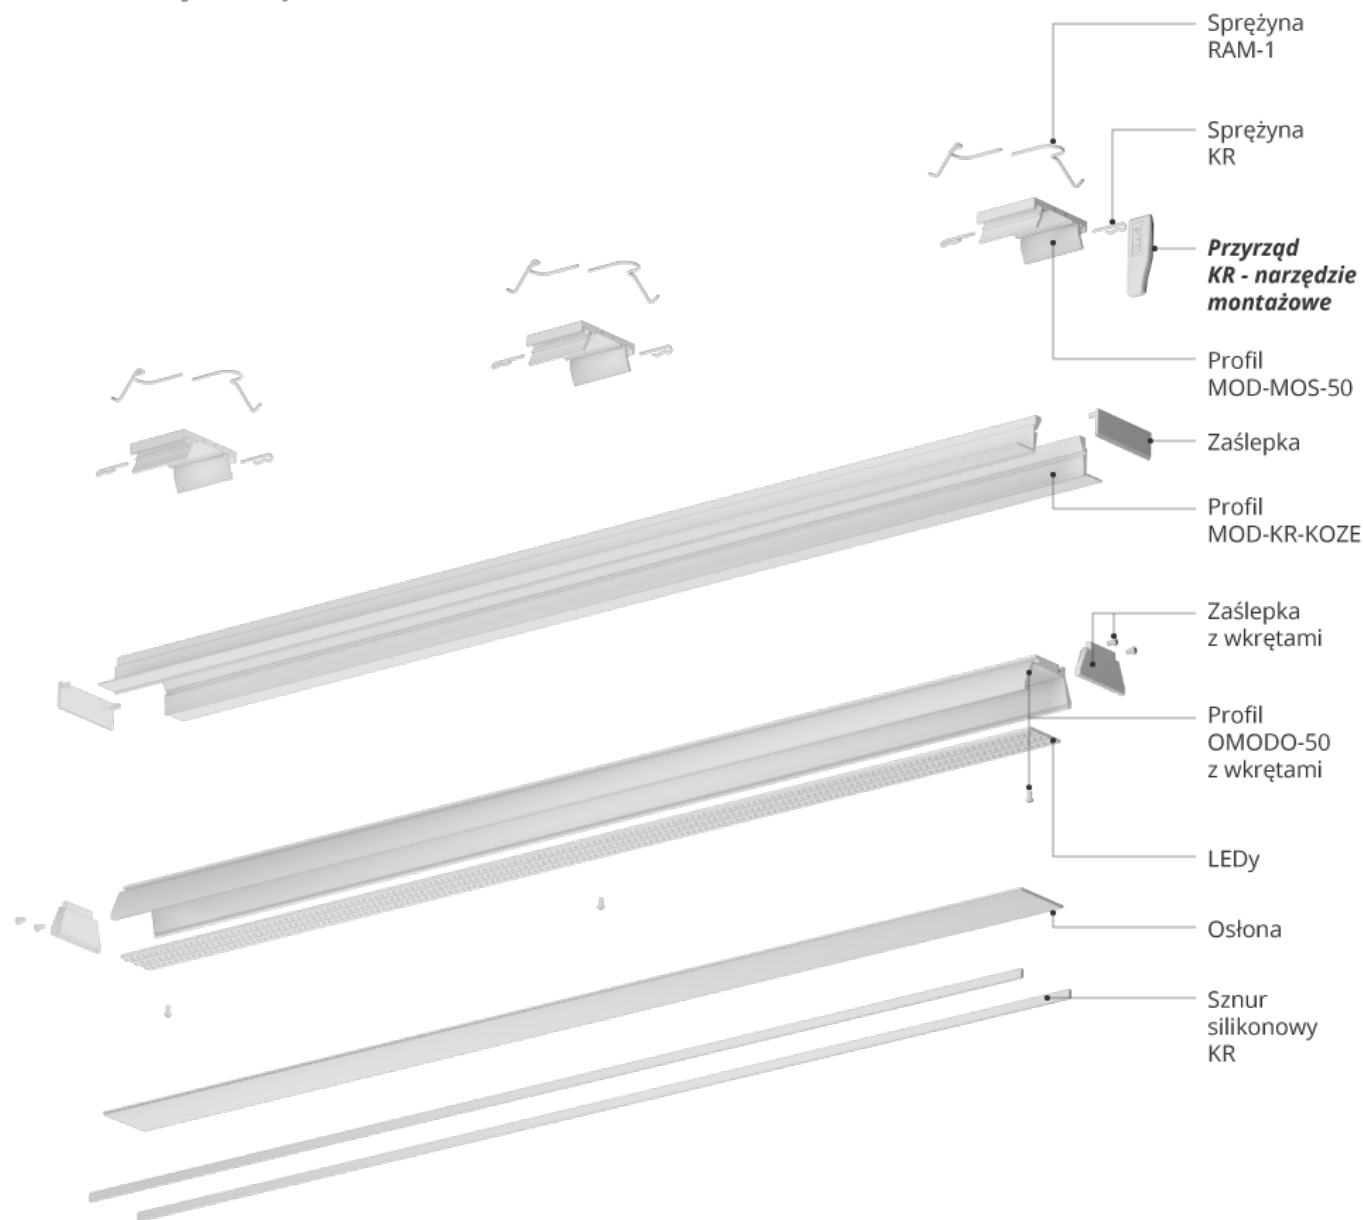 Sprężyna
RAM-1
Sprężyna
KR
Przyrząd
KR - narzędzie
montażowe
Profil
MOD-MOS-50
Zaślepka
Profil
MOD-KR-KOZE
Zaślepka
z wkrętami
Profil
OMODO-50
z wkrętami
LEDy
Osłona
Sznur
silikonowy
KR